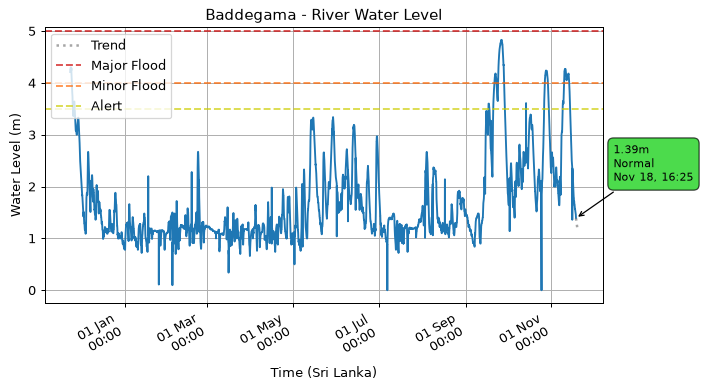 Baddegama - River Water Level
Trend
Major Flood
Minor Flood
Alert
5
4
3
2
1
0
Water Level (m)
1.39m
Normal
Nov 18, 16:25
01 Jan
00:00
01 Mar
00:00
01 May
00:00
01 Jul
00:00
01 Sep
00:00
01 Nov
00:00
Time (Sri Lanka)